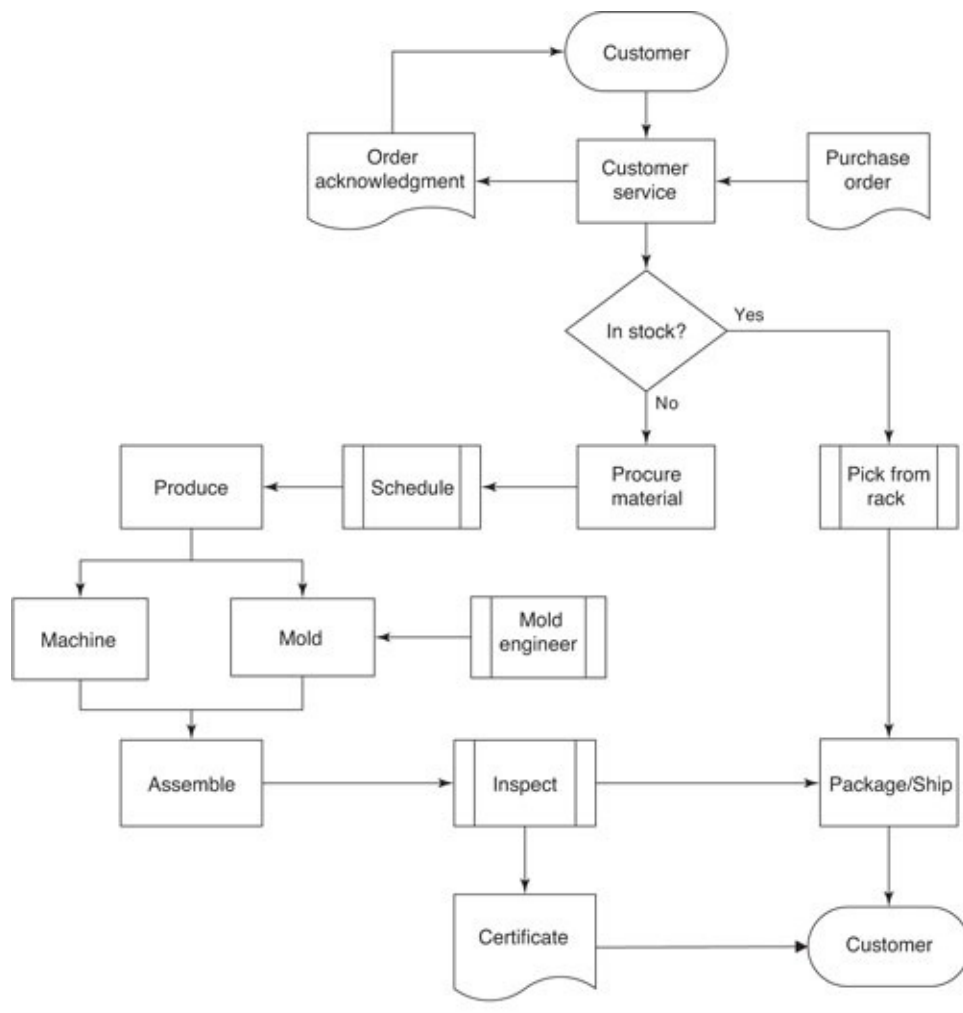 Customer
Order
acknowledgment
Customer
service
Purchase
order
In stock?
Yes
No
Produce
Schedule
Procure
material
Pick from
rack
Machine
Mold
Mold
engineer
Assemble
Inspect
Package/Ship
Certificate
Customer